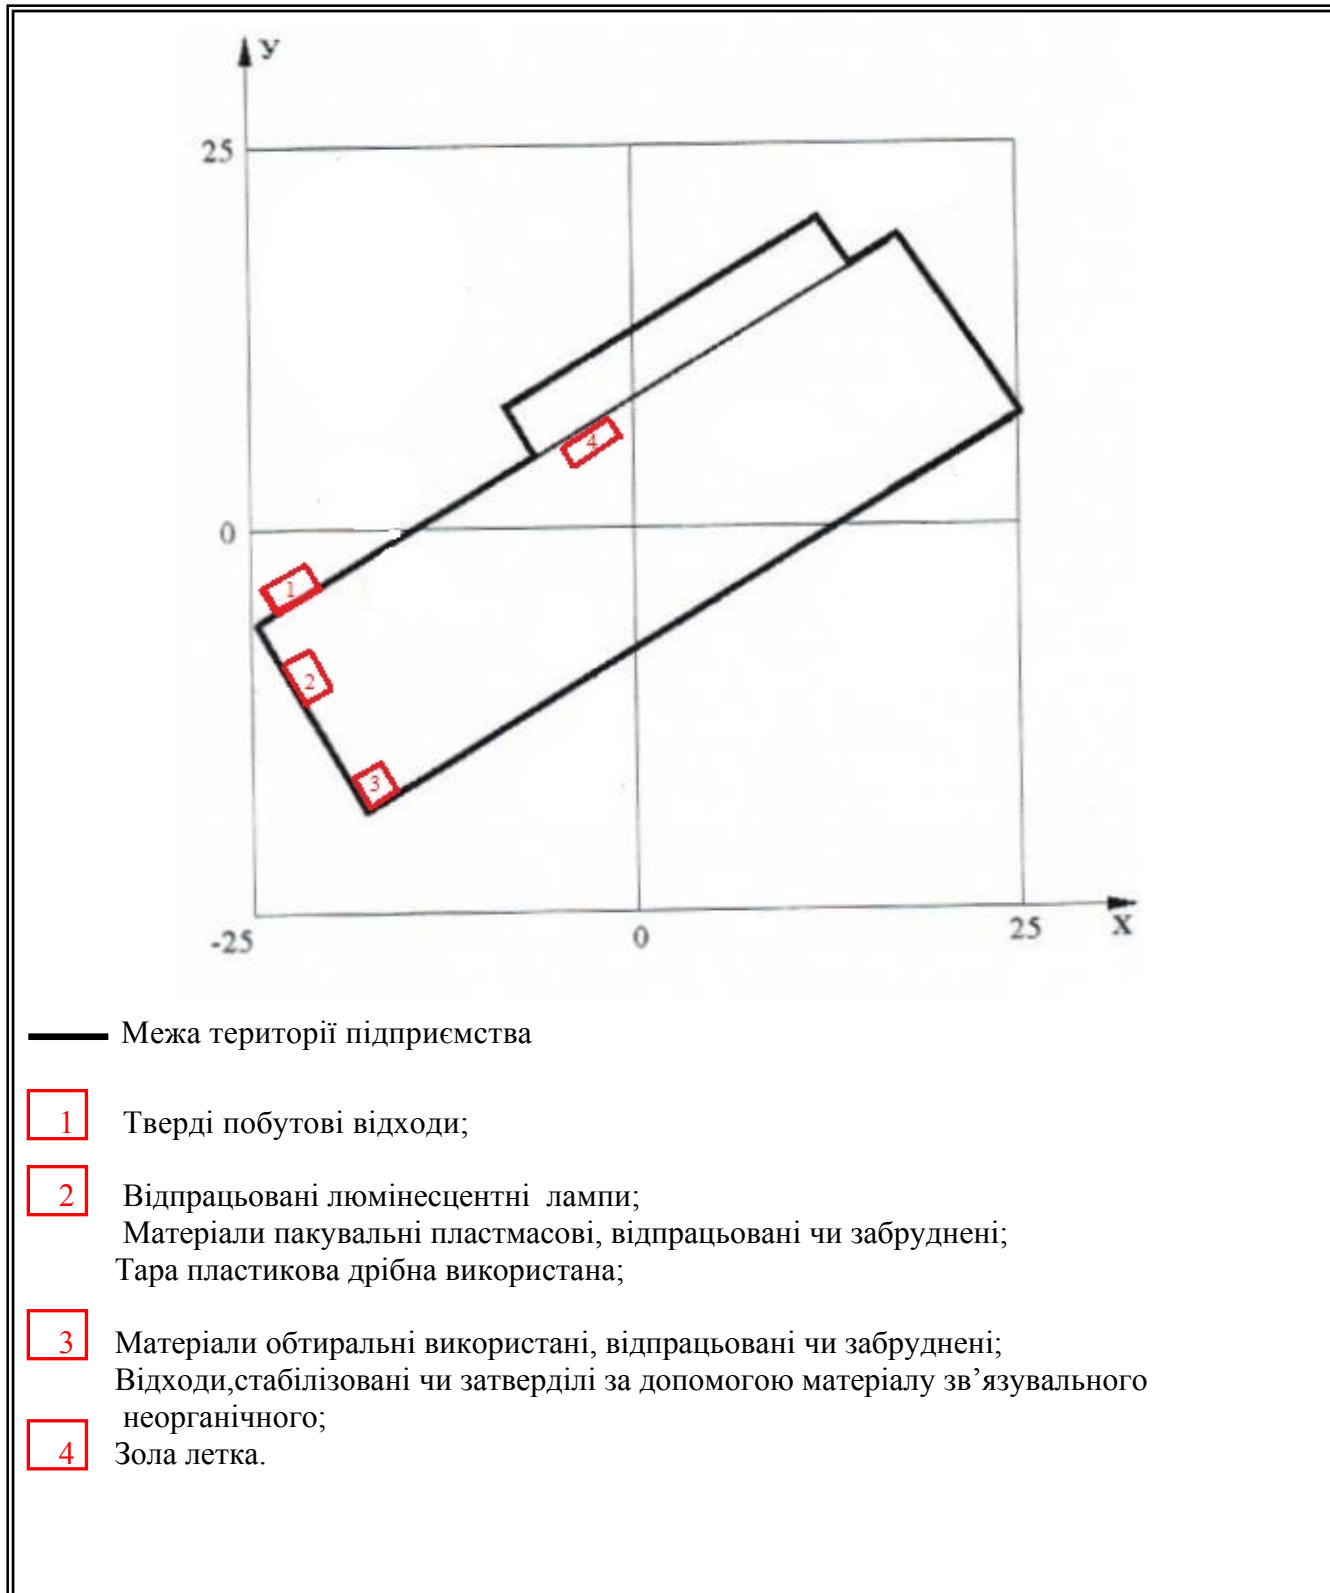 У
25
4
0
1
2
3
-25
0
25
Х
Межа території підприємства
1 Тверді побутові відходи;
2 Відпрацьовані люмінесцентні лампи;
Матеріали пакувальні пластмасові, відпрацьовані чи забруднені;
Тара пластикова дрібна використана;
3 Матеріали обтиральні використані, відпрацьовані чи забруднені;
Відходи,стабілізовані чи затверділі за допомогою матеріалу зв’язувального
неорганічного;
4 Зола летка.